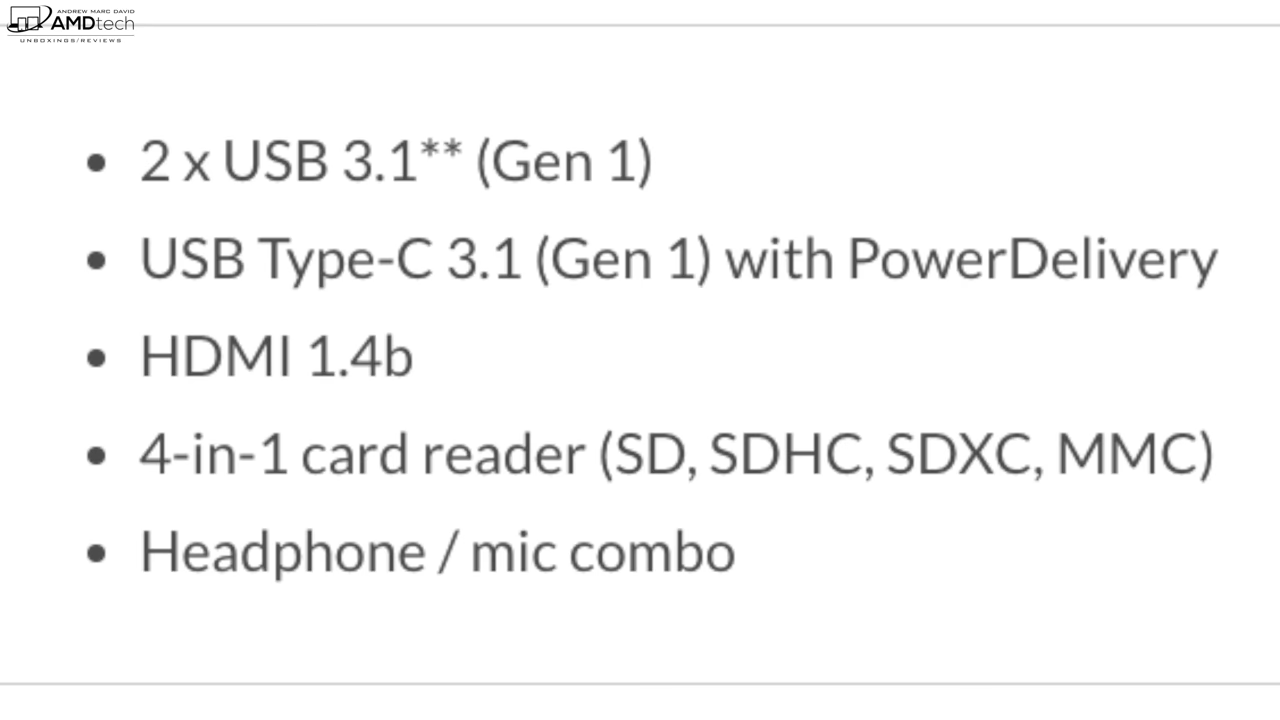 ANDREW MARC DAVID
AMDtech
UNBOXINGS/REVIEWS
• 2 x USB 3.1** (Gen 1)
• USB Type-C 3.1 (Gen 1) with PowerDelivery
• HDMI 1.4b
• 4-in-1 card reader (SD, SDHC, SDXC, MMC)
• Headphone / mic combo